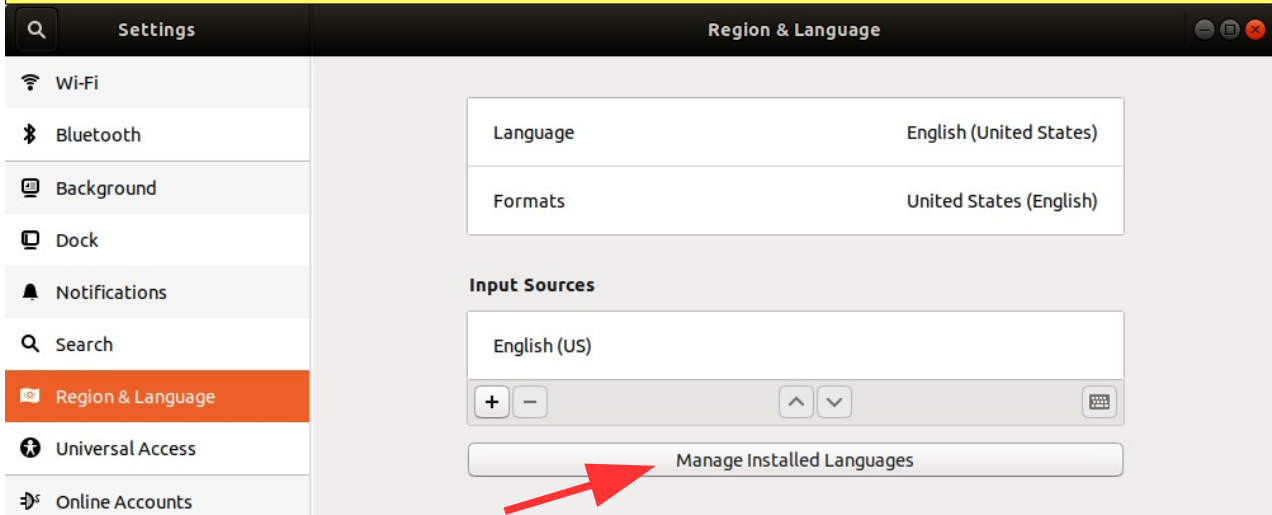 Settings
Region & Language
Wi-Fi
Bluetooth
Background
Dock
Notifications
Search
Region & Language
Universal Access
Online Accounts
Language English (United States)
Formats United States (English)
Input Sources
English (US)
Manage Installed Languages